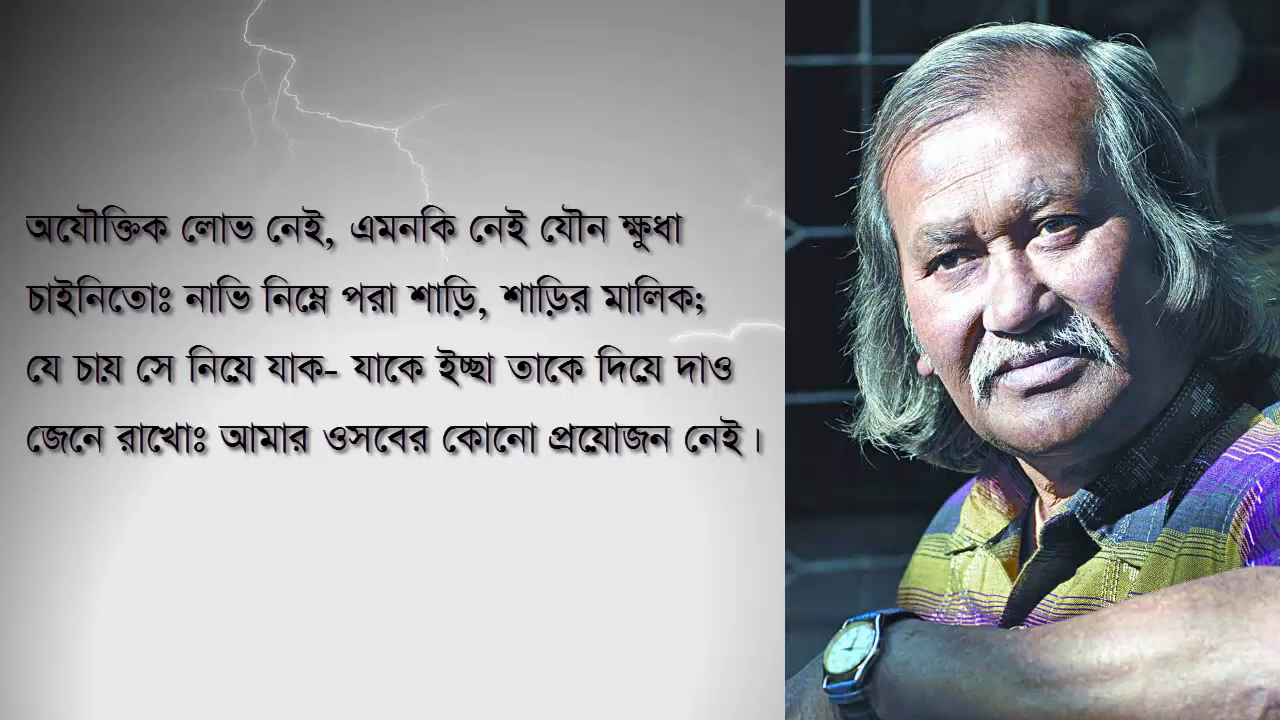 অযৌক্তিক লোভ নেই, এমনকি নেই যৌন ক্ষুধা
চাইনিতোঃ নাভি নিম্নে পরা শাড়ি, শাড়ির মালিক;
যে চায় সে নিয়ে যাক- যাকে ইচ্ছা তাকে দিয়ে দাও
জেনে রাখোঃ আমার ওসবের কোনো প্রয়োজন নেই।